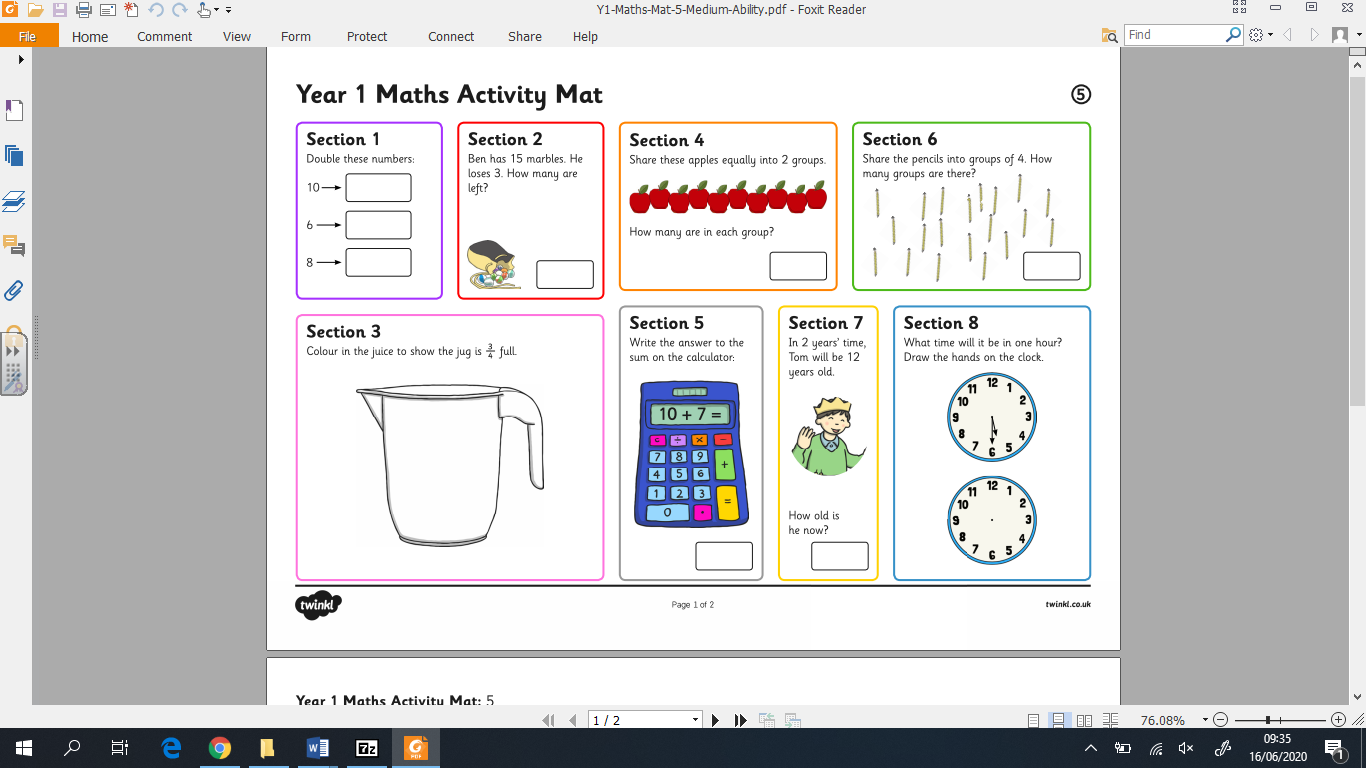 Y1-Maths-Mat-5-Medium-Ability.pdf - Foxit Reader
File Home Comment View Form Protect Connect Share Help
Find
Year 1 Maths Activity Mat
5
Section 1
Double these numbers:
10
6
8
Section 2
Ben has 15 marbles. He
loses 3. How many are
left?
Section 4
Share these apples equally into 2 groups.
How many are in each group?
Section 6
Share the pencils into groups of 4. How
many groups are there?
Section 3
Colour in the juice to show the jug is 3/4 full.
Section 5
Write the answer to the
sum on the calculator:
10 + 7 =
C ÷ × −
7 8 9 +
4 5 6
1 2 3 =
0 .
Section 7
In 2 years' time,
Tom will be 12
years old.
How old is
he now?
Section 8
What time will it be in one hour?
Draw the hands on the clock.
12 1 2 3 4 5 6 7 8 9 10 11
12 1 2 3 4 5 6 7 8 9 10 11
twinkl
Page 1 of 2
twinkl.co.uk
Year 1 Maths Activity Mat: 5
1 / 2
76.08%
7z
PDF
09:35
16/06/2020
1